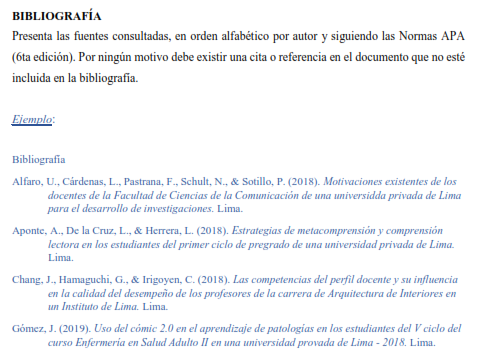 BIBLIOGRAFÍA
Presenta las fuentes consultadas, en orden alfabético por autor y siguiendo las Normas APA
(6ta edición). Por ningún motivo debe existir una cita o referencia en el documento que no esté
incluida en la bibliografía.
Ejemplo:
Bibliografía
Alfaro, U., Cárdenas, L., Pastrana, F., Schult, N., & Sotillo, P. (2018). Motivaciones existentes de los
docentes de la Facultad de Ciencias de la Comunicación de una universidda privada de Lima
para el desarrollo de investigaciones. Lima.
Aponte, A., De la Cruz, L., & Herrera, L. (2018). Estrategias de metacomprensión y comprensión
lectora en los estudiantes del primer ciclo de pregrado de una universidad privada de Lima.
Lima.
Chang, J., Hamaguchi, G., & Irigoyen, C. (2018). Las competencias del perfil docente y su influencia
en la calidad del desempeño de los profesores de la carrera de Arquitectura de Interiores en
un Instituto de Lima. Lima.
Gómez, J. (2019). Uso del cómic 2.0 en el aprendizaje de patologías en los estudiantes del V ciclo del
curso Enfermería en Salud Adulto II en una universidad provada de Lima - 2018. Lima.